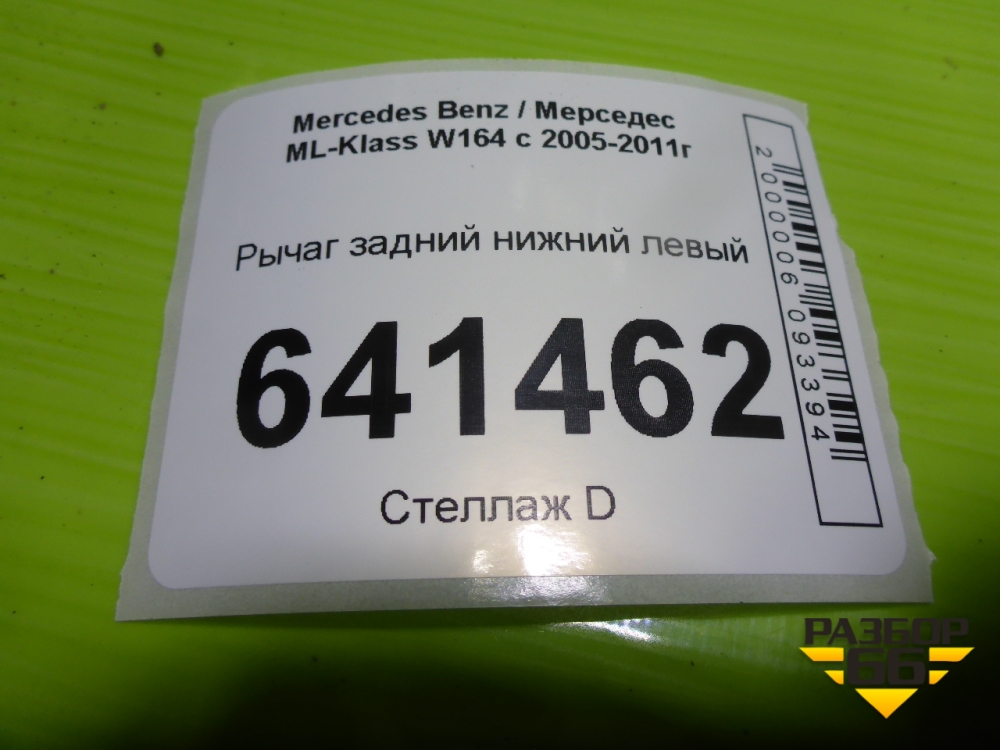 Mercedes Benz / Мерседес
ML-Klass W164 с 2005-2011г
Рычаг задний нижний левый
641462
Стеллаж D
2000006093394
РАЗБОР
66